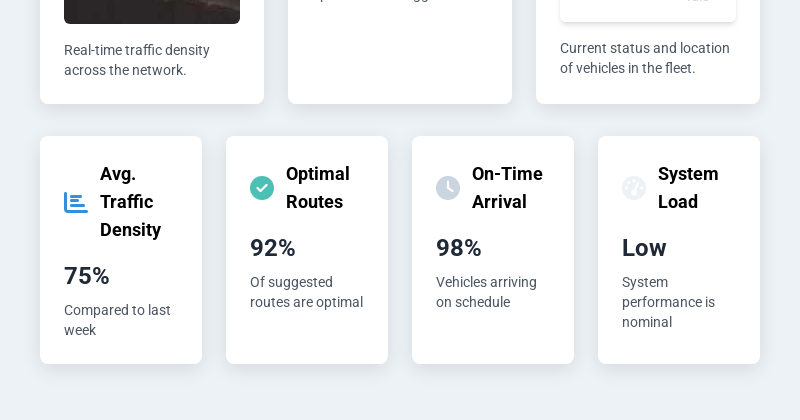 Real-time traffic density
across the network.
Current status and location
of vehicles in the fleet.
Avg.
Traffic
Density
75%
Compared to last
week
Optimal
Routes
92%
Of suggested
routes are optimal
On-Time
Arrival
98%
Vehicles arriving
on schedule
System
Load
Low
System
performance is
nominal